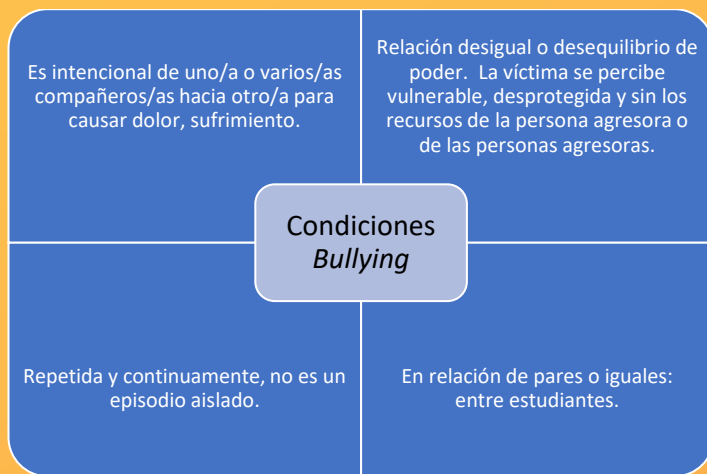 Es intencional de uno/a o varios/as
compañeros/as hacia otro/a para
causar dolor, sufrimiento.
Relación desigual o desequilibrio de
poder.  La víctima se percibe
vulnerable, desprotegida y sin los
recursos de la persona agresora o
de las personas agresoras.
Condiciones
Bullying
Repetida y continuamente, no es un
episodio aislado.
En relación de pares o iguales:
entre estudiantes.